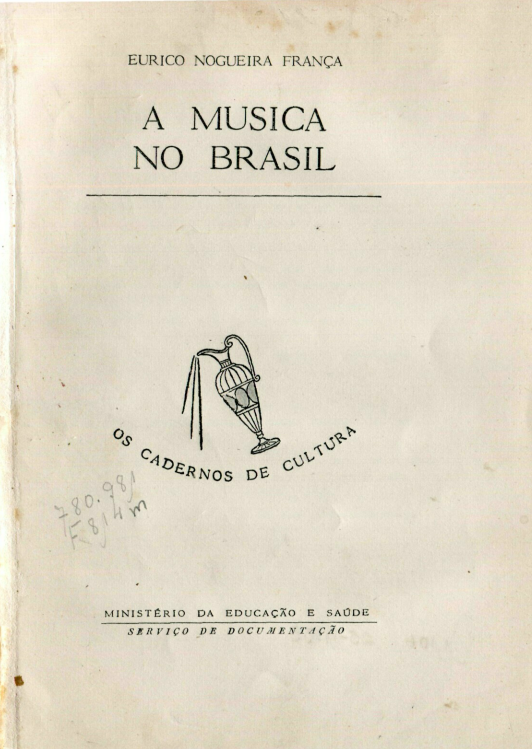 EURICO NOGUEIRA FRANÇA
A MUSICA
NO BRASIL
OS CADERNOS DE CULTURA
780.981
F814m
MINISTÉRIO DA EDUCAÇÃO E SAÚDE
SERVIÇO DE DOCUMENTAÇÃO